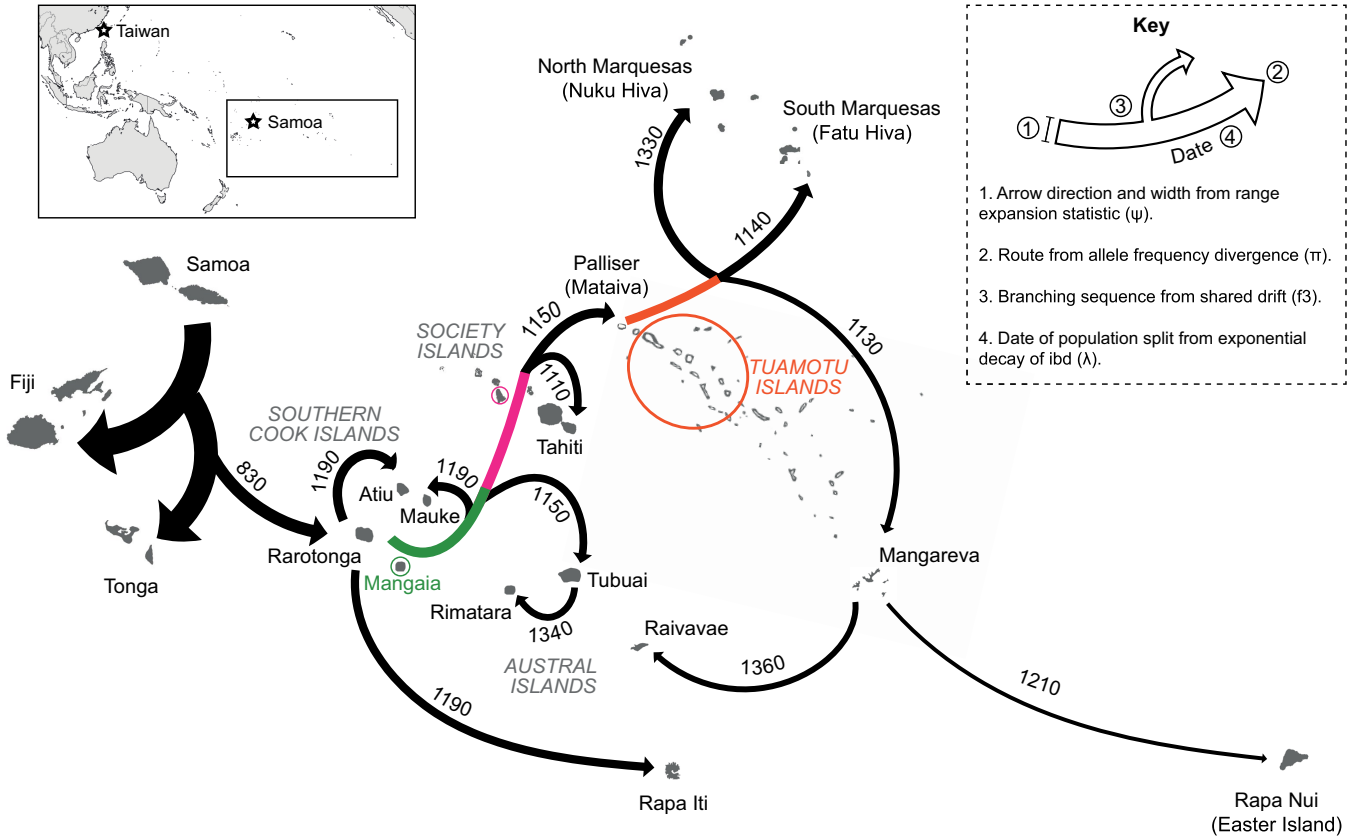 Taiwan
Samoa
North Marquesas
(Nuku Hiva)
South Marquesas
(Fatu Hiva)
1330
1140
Key
1
2
3
4
Date
1. Arrow direction and width from range
expansion statistic (ψ).
2. Route from allele frequency divergence (π).
3. Branching sequence from shared drift (f3).
4. Date of population split from exponential
decay of ibd (λ).
Samoa
Palliser
(Mataiva)
1150
1130
SOCIETY
ISLANDS
TUAMOTU
ISLANDS
Fiji
1110
SOUTHERN
COOK ISLANDS
Tahiti
830
1190
1190
Atiu
Mauke
1150
Rarotonga
Mangareva
Tonga
Mangaia
Tubuai
Rimatara
1340
Raivavae
AUSTRAL
ISLANDS
1360
1210
1190
Rapa Iti
Rapa Nui
(Easter Island)